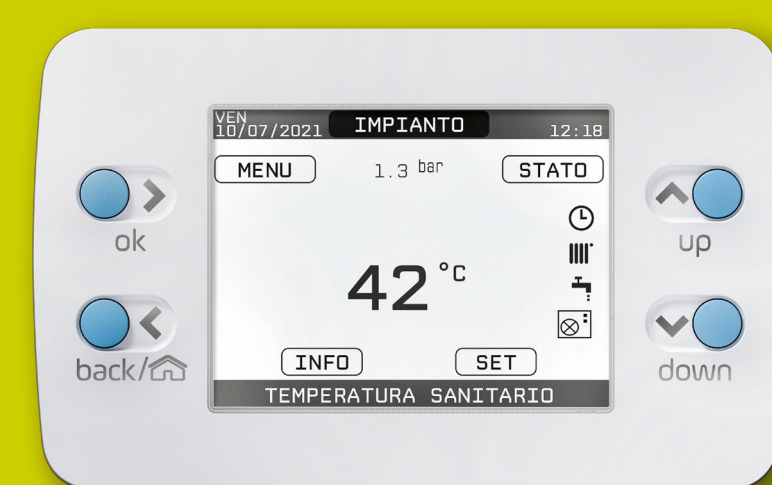 VEN
10/07/2021 IMPIANTO 12:18
MENU 1.3 bar STATO
ok
up
42 °C
INFO SET
back/
down
TEMPERATURA SANITARIO